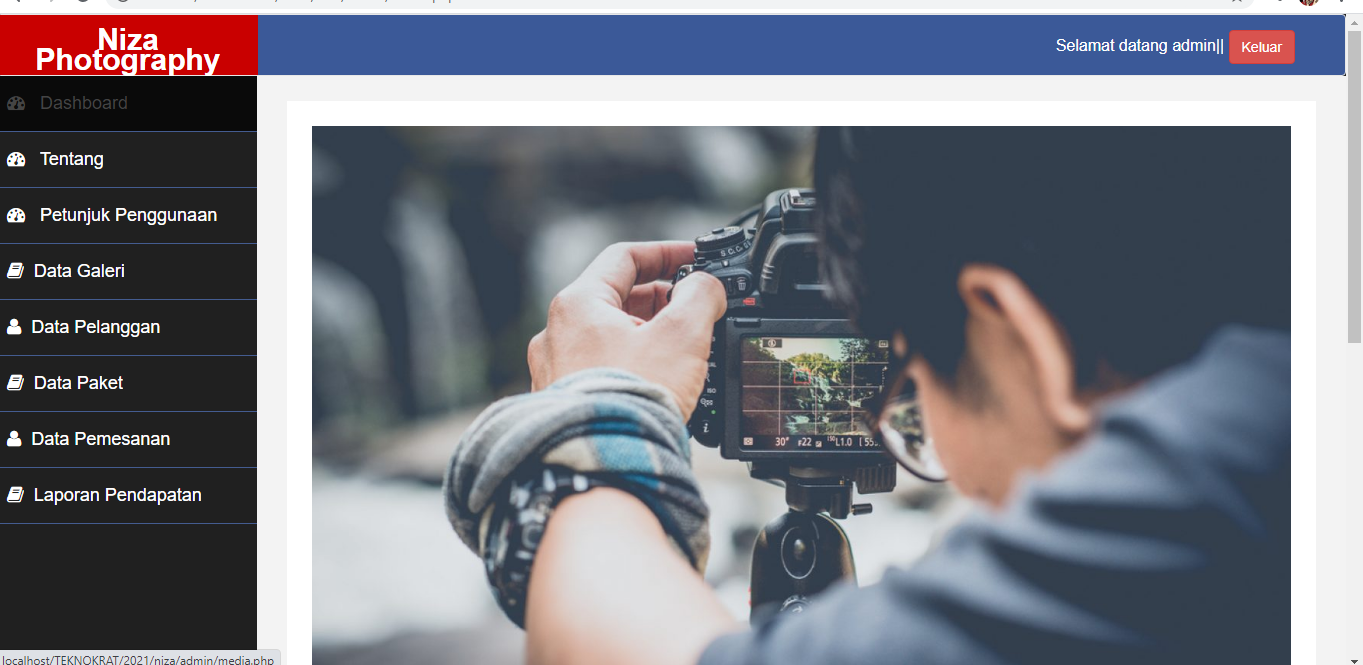 Niza
Photography
Selamat datang admin||
Keluar
Dashboard
Tentang
Petunjuk Penggunaan
Data Galeri
Data Pelanggan
Data Paket
Data Pemesanan
Laporan Pendapatan
30" F22 L1.0
localhost/TEKNOKRAT/2021/niza/admin/media.php